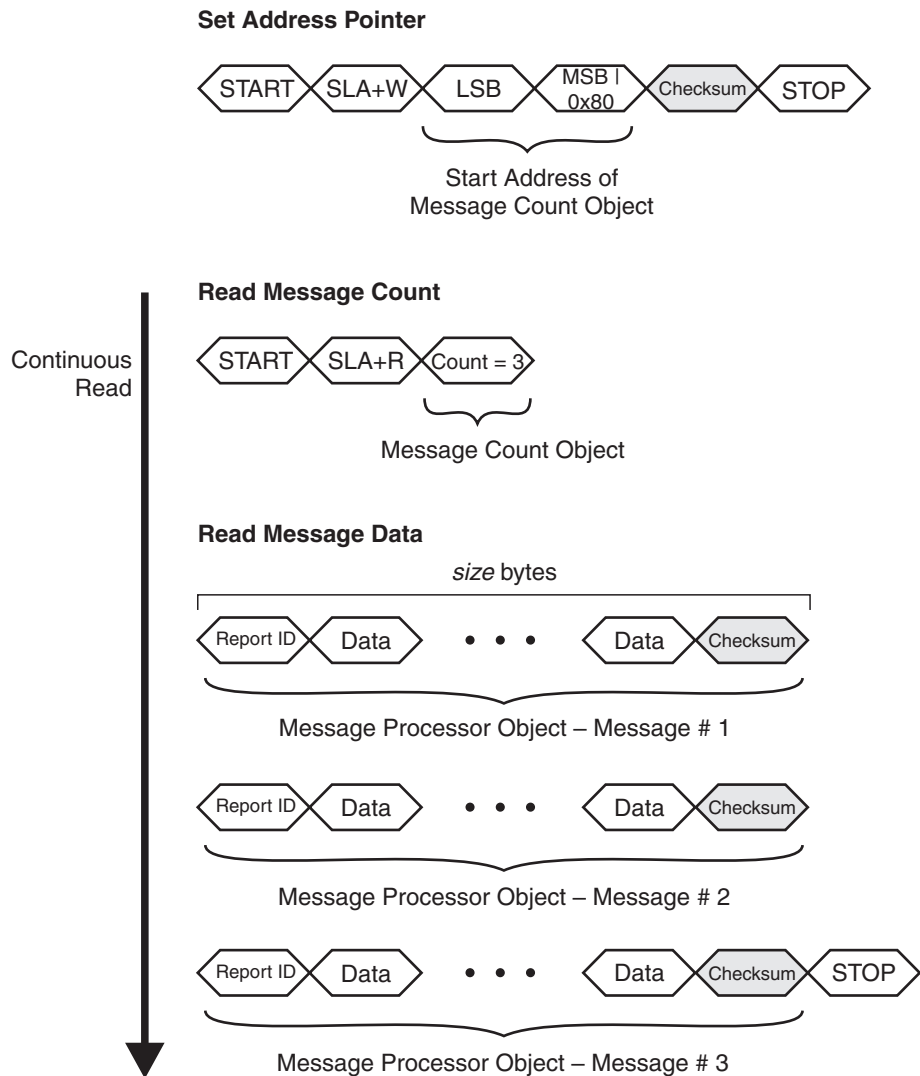 Set Address Pointer
START SLA+W LSB MSB | 0x80 Checksum STOP
Start Address of
Message Count Object
Read Message Count
Continuous
Read
START SLA+R Count = 3
Message Count Object
Read Message Data
size bytes
Report ID Data • • • Data Checksum
Message Processor Object – Message # 1
Report ID Data • • • Data Checksum
Message Processor Object – Message # 2
Report ID Data • • • Data Checksum STOP
Message Processor Object – Message # 3